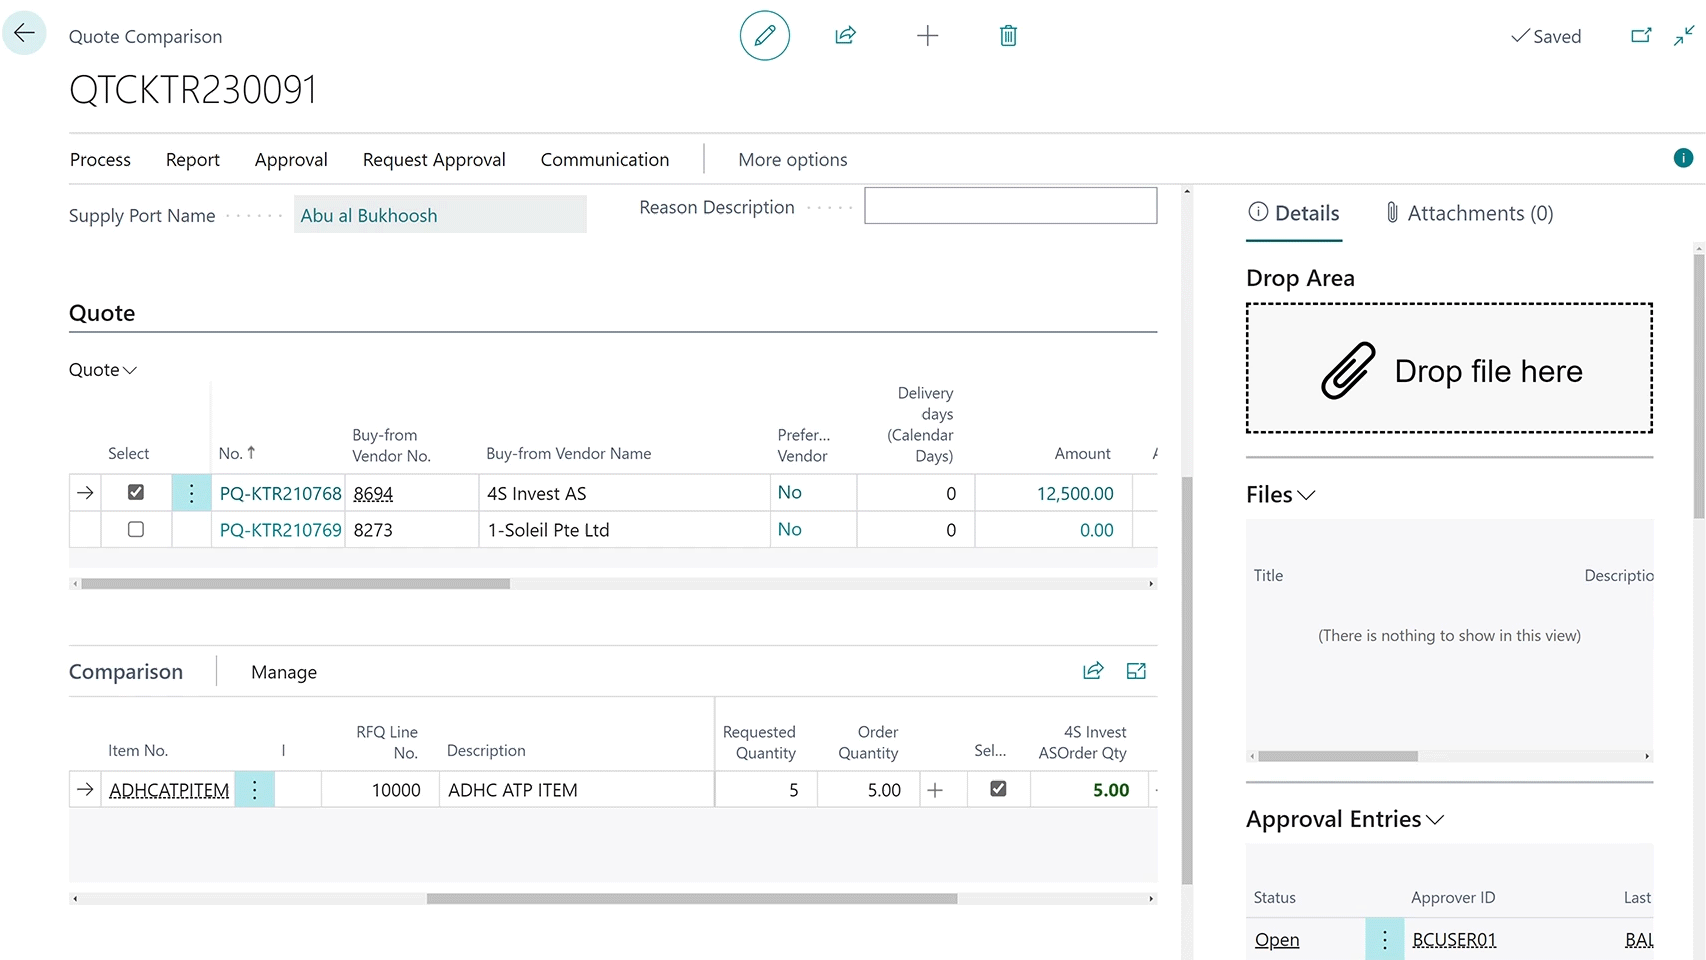 Quote Comparison
Saved
QTCKTR230091
Process Report Approval Request Approval Communication More options
Supply Port Name Abu al Bukhoosh
Reason Description
Quote
Quote
Select No. Buy-from Vendor No. Buy-from Vendor Name Prefer... Vendor Delivery days (Calendar Days) Amount A
PQ-KTR210768 8694 4S Invest AS No 0 12,500.00
PQ-KTR210769 8273 1-Soleil Pte Ltd No 0 0.00
Comparison Manage
Item No. I RFQ Line No. Description Requested Quantity Order Quantity Sel... 4S Invest ASOrder Qty
ADHCATPITEM 10000 ADHC ATP ITEM 5 5.00 5.00
Details Attachments (0)
Drop Area
Drop file here
Files
Title Descriptio
(There is nothing to show in this view)
Approval Entries
Status Approver ID Last
Open BCUSER01 BAL